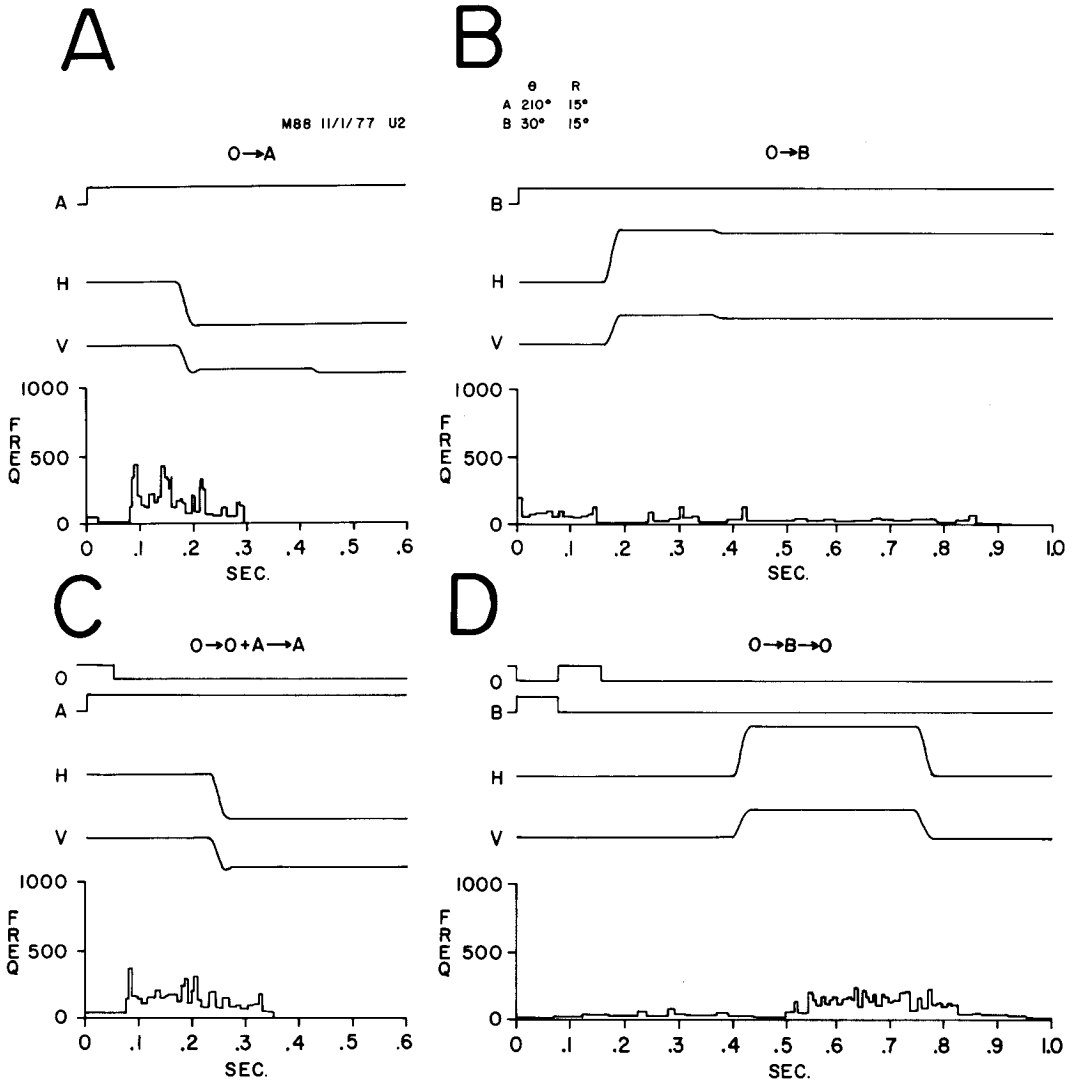 A
M88 11/1/77 U2
O→A
A
H
V
FREQ
1000
500
0
0 .1 .2 .3 .4 .5 .6
SEC.
B
θ R
A 210° 15°
B 30° 15°
O→B
B
H
V
FREQ
1000
500
0
0 .1 .2 .3 .4 .5 .6 .7 .8 .9 1.0
SEC.
C
O→O+A→A
O
A
H
V
FREQ
1000
500
0
0 .1 .2 .3 .4 .5 .6
SEC.
D
O→B→O
O
B
H
V
FREQ
1000
500
0
0 .1 .2 .3 .4 .5 .6 .7 .8 .9 1.0
SEC.